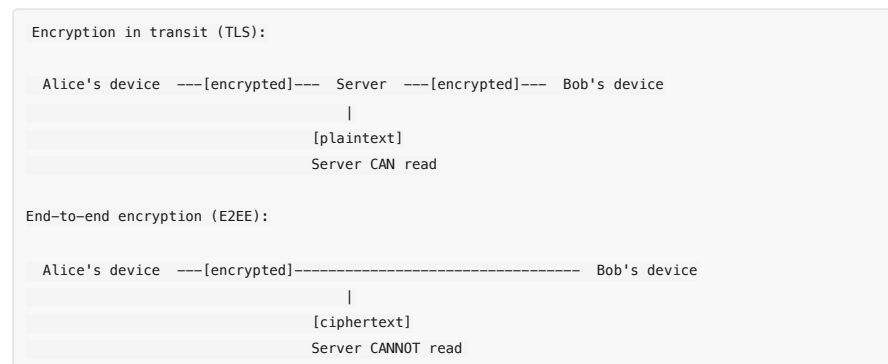 Encryption in transit (TLS):
Alice's device ---[encrypted]--- Server ---[encrypted]--- Bob's device
|
[plaintext]
Server CAN read
End-to-end encryption (E2EE):
Alice's device ---[encrypted]---------------------------------- Bob's device
|
[ciphertext]
Server CANNOT read